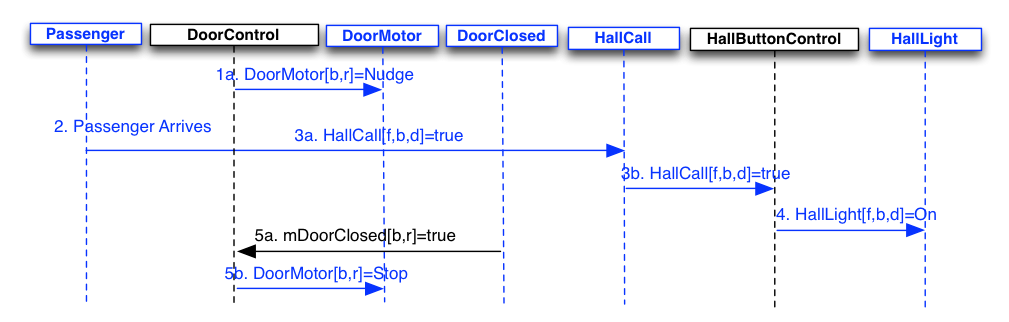 Passenger
DoorControl
DoorMotor
DoorClosed
HallCall
HallButtonControl
HallLight
1a. DoorMotor[b,r]=Nudge
2. Passenger Arrives
3a. HallCall[f,b,d]=true
3b. HallCall[f,b,d]=true
4. HallLight[f,b,d]=On
5a. mDoorClosed[b,r]=true
5b. DoorMotor[b,r]=Stop